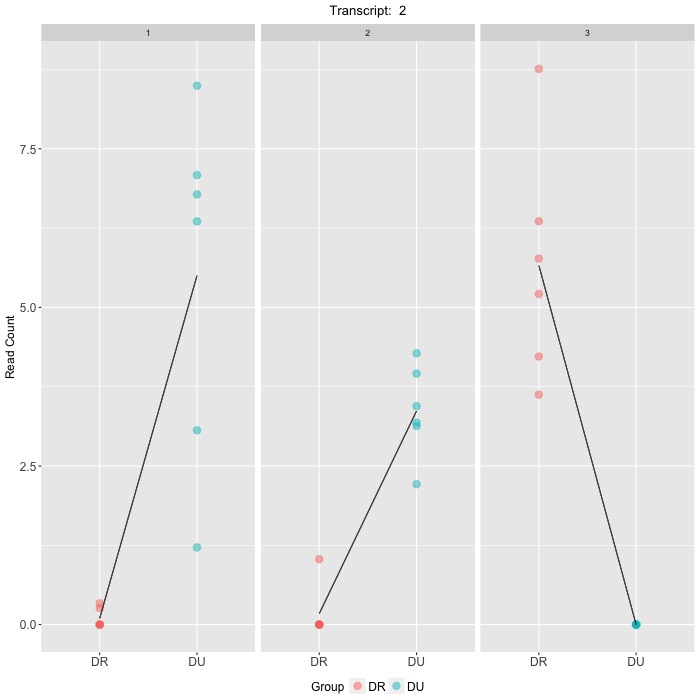 Transcript:  2
1 2 3
Read Count
7.5
5.0
2.5
0.0
DR DU DR DU DR DU
Group DR DU